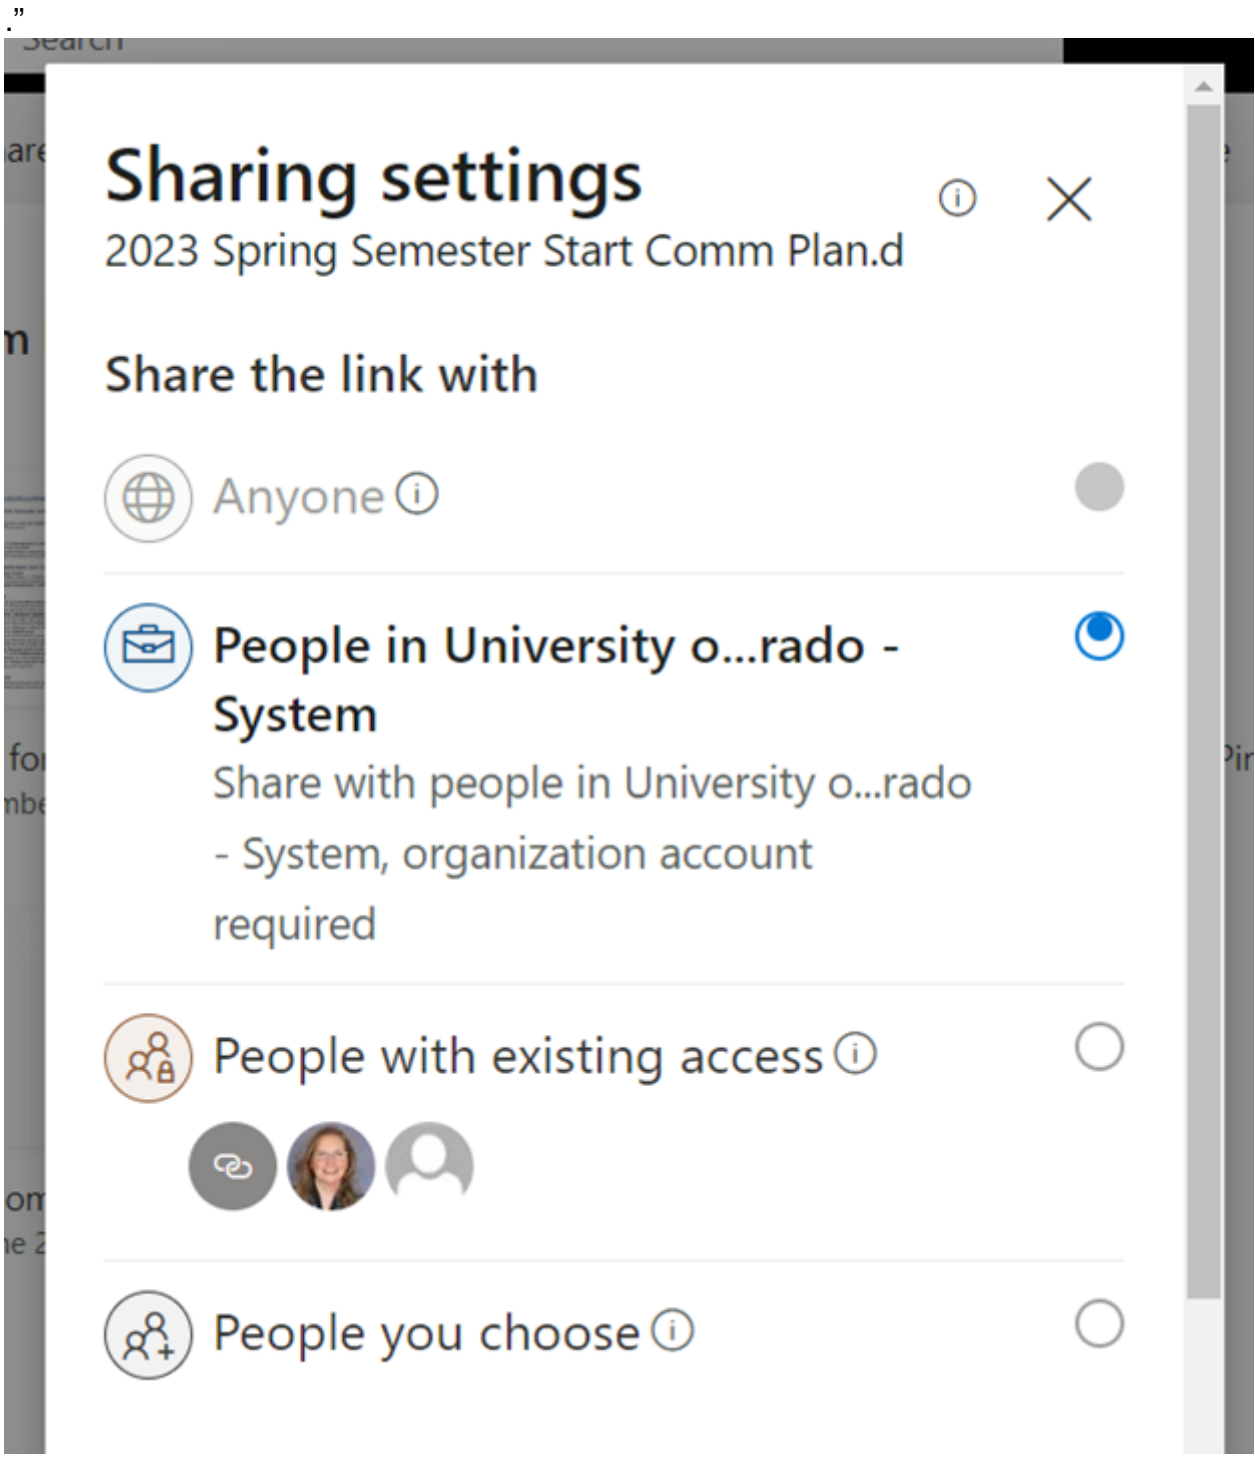 .”
Search
Sharing settings
2023 Spring Semester Start Comm Plan.d
Share the link with
Anyone
People in University o...rado -
System
Share with people in University o...rado
- System, organization account
required
People with existing access
People you choose